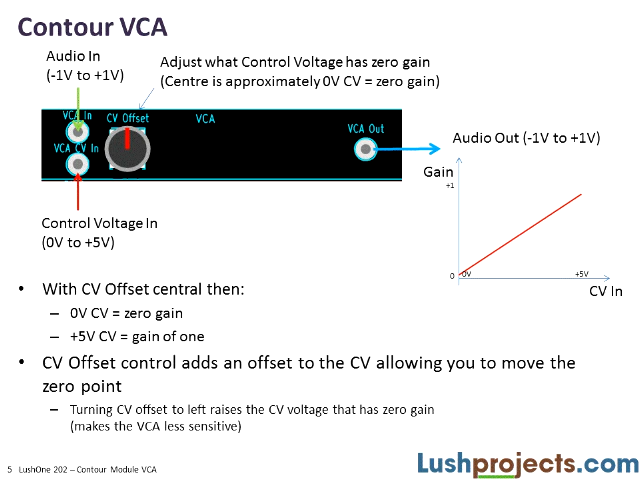 Contour VCA
Audio In
(-1V to +1V)
Adjust what Control Voltage has zero gain
(Centre is approximately 0V CV = zero gain)
VCA In
CV Offset
VCA
VCA CV In
VCA Out
Audio Out (-1V to +1V)
Gain
+1
0
0V
+5V
CV In
Control Voltage In
(0V to +5V)
• With CV Offset central then:
– 0V CV = zero gain
– +5V CV = gain of one
• CV Offset control adds an offset to the CV allowing you to move the
zero point
– Turning CV offset to left raises the CV voltage that has zero gain
(makes the VCA less sensitive)
5 LushOne 202 – Contour Module VCA
Lushprojects.com